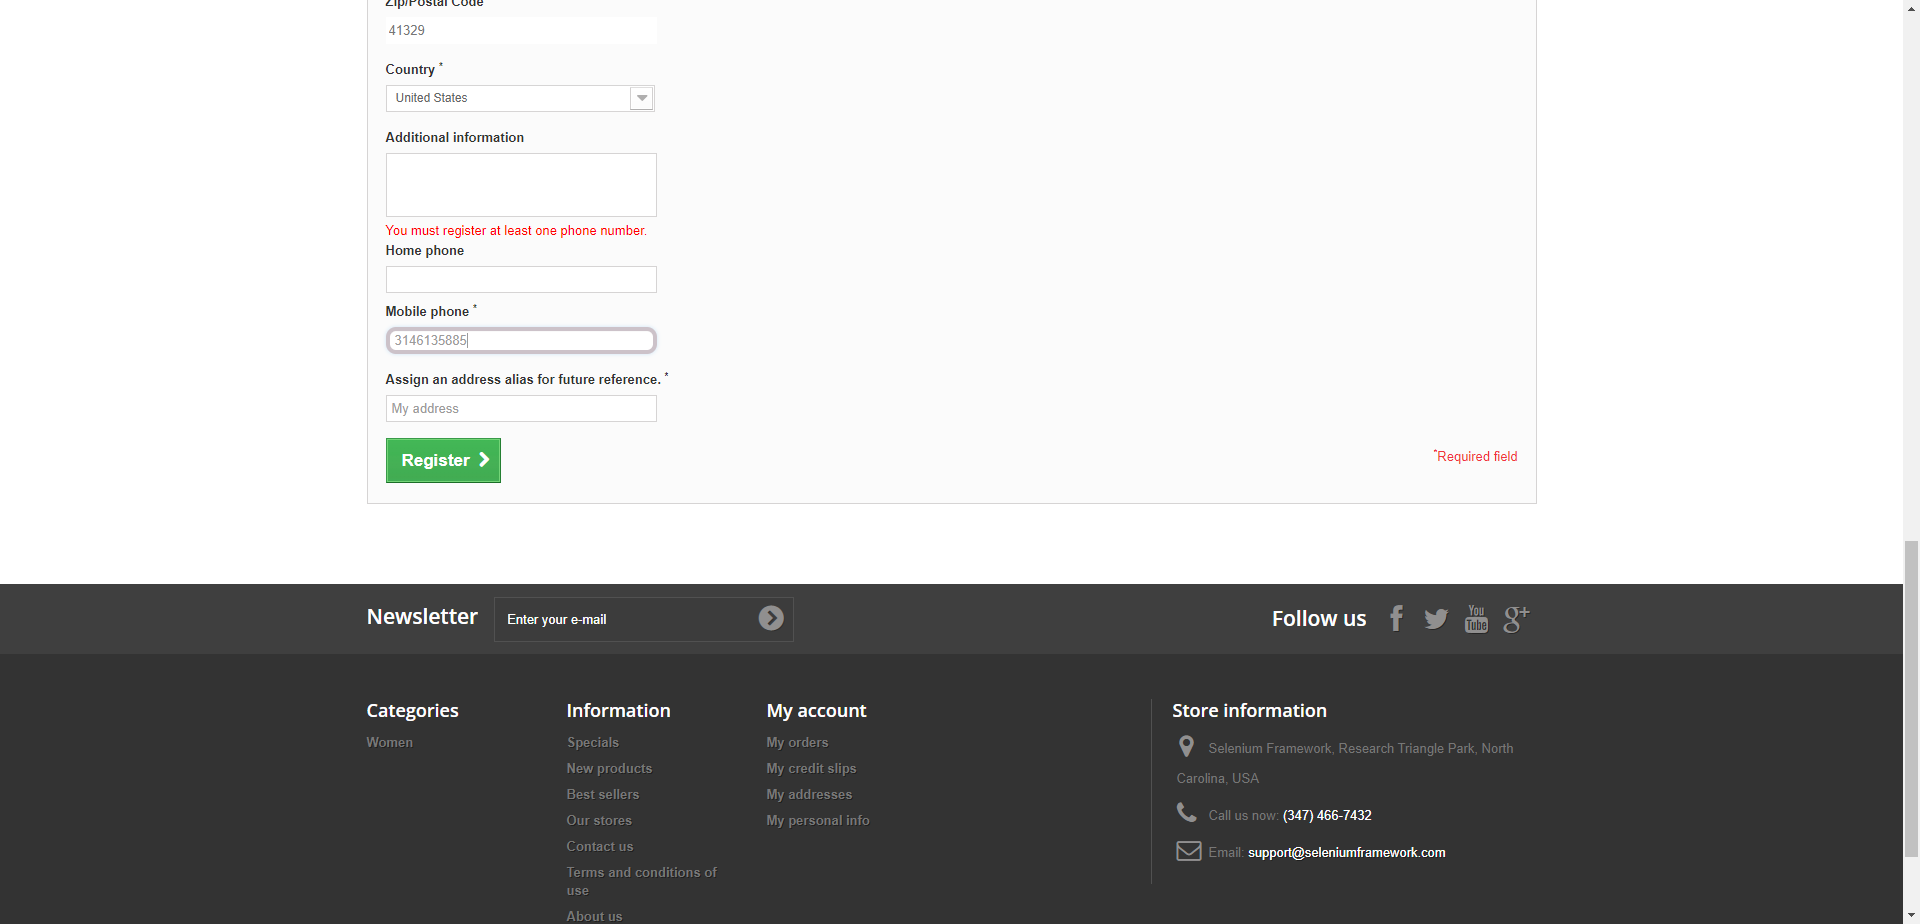 Zip/Postal Code
41329
Country *
United States
Additional information
You must register at least one phone number.
Home phone
Mobile phone *
3146135885
Assign an address alias for future reference. *
My address
Register
*Required field
Newsletter
Enter your e-mail
Follow us
You
Tube
g+
Categories
Women
Information
Specials
New products
Best sellers
Our stores
Contact us
Terms and conditions of
use
About us
My account
My orders
My credit slips
My addresses
My personal info
Store information
Selenium Framework, Research Triangle Park, North
Carolina, USA
Call us now: (347) 466-7432
Email: support@seleniumframework.com